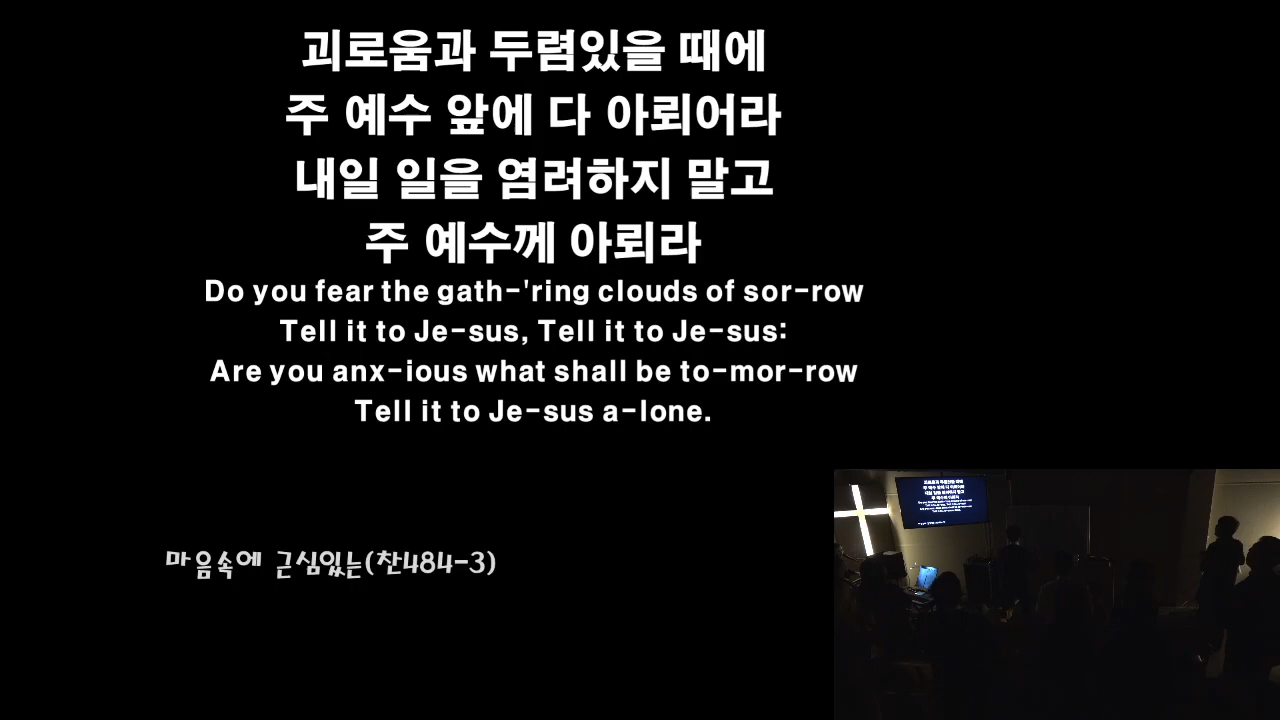 괴로움과 두렴있을 때에
주 예수 앞에 다 아뢰어라
내일 일을 염려하지 말고
주 예수께 아뢰라
Do you fear the gath-'ring clouds of sor-row
Tell it to Je-sus, Tell it to Je-sus:
Are you anx-ious what shall be to-mor-row
Tell it to Je-sus a-lone.
마음속에 근심있는(찬484-3)